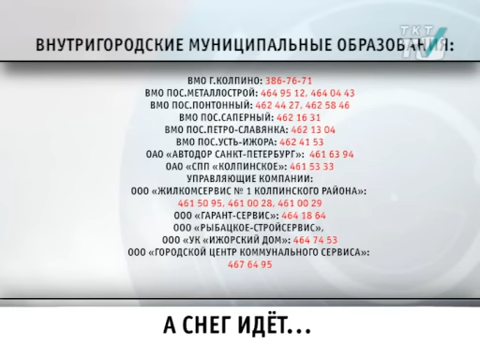 ТКТ
TV
ВНУТРИГОРОДСКИЕ МУНИЦИПАЛЬНЫЕ ОБРАЗОВАНИЯ:
ВМО Г.КОЛПИНО: 386-76-71
ВМО ПОС.МЕТАЛЛОСТРОЙ: 464 95 12, 464 04 43
ВМО ПОС.ПОНТОННЫЙ: 462 44 27, 462 58 46
ВМО ПОС.САПЕРНЫЙ: 462 16 31
ВМО ПОС.ПЕТРО-СЛАВЯНКА: 462 13 04
ВМО ПОС.УСТЬ-ИЖОРА: 462 41 53
ОАО «АВТОДОР САНКТ-ПЕТЕРБУРГ»: 461 63 94
ОАО «СПП «КОЛПИНСКОЕ»: 461 53 33
УПРАВЛЯЮЩИЕ КОМПАНИИ:
ООО «ЖИЛКОМСЕРВИС № 1 КОЛПИНСКОГО РАЙОНА»:
461 50 95, 461 00 28, 461 00 29
ООО «ГАРАНТ-СЕРВИС»: 464 18 64
ООО «РЫБАЦКОЕ-СТРОЙСЕРВИС»,
ООО «УК «ИЖОРСКИЙ ДОМ»: 464 74 53
ООО «ГОРОДСКОЙ ЦЕНТР КОММУНАЛЬНОГО СЕРВИСА»:
467 64 95
А СНЕГ ИДЁТ...